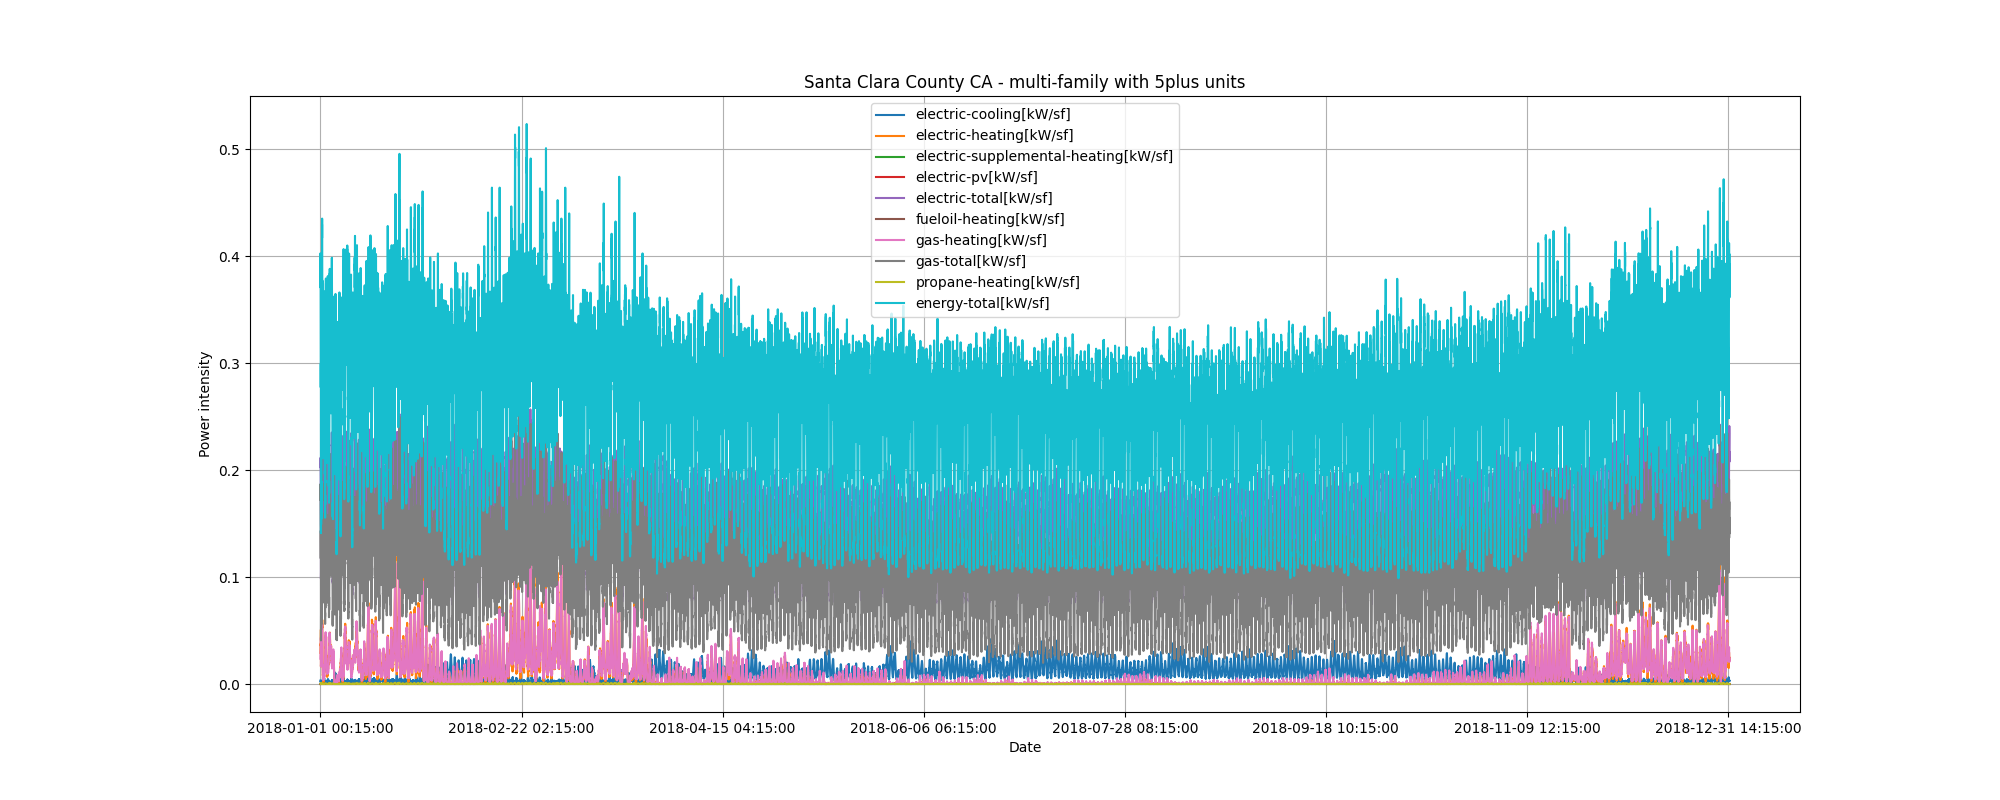 Santa Clara County CA - multi-family with 5plus units
electric-cooling[kW/sf]
electric-heating[kW/sf]
electric-supplemental-heating[kW/sf]
electric-pv[kW/sf]
electric-total[kW/sf]
fueloil-heating[kW/sf]
gas-heating[kW/sf]
gas-total[kW/sf]
propane-heating[kW/sf]
energy-total[kW/sf]
Power intensity
0.5
0.4
0.3
0.2
0.1
0.0
2018-01-01 00:15:00 2018-02-22 02:15:00 2018-04-15 04:15:00 2018-06-06 06:15:00 2018-07-28 08:15:00 2018-09-18 10:15:00 2018-11-09 12:15:00 2018-12-31 14:15:00
Date